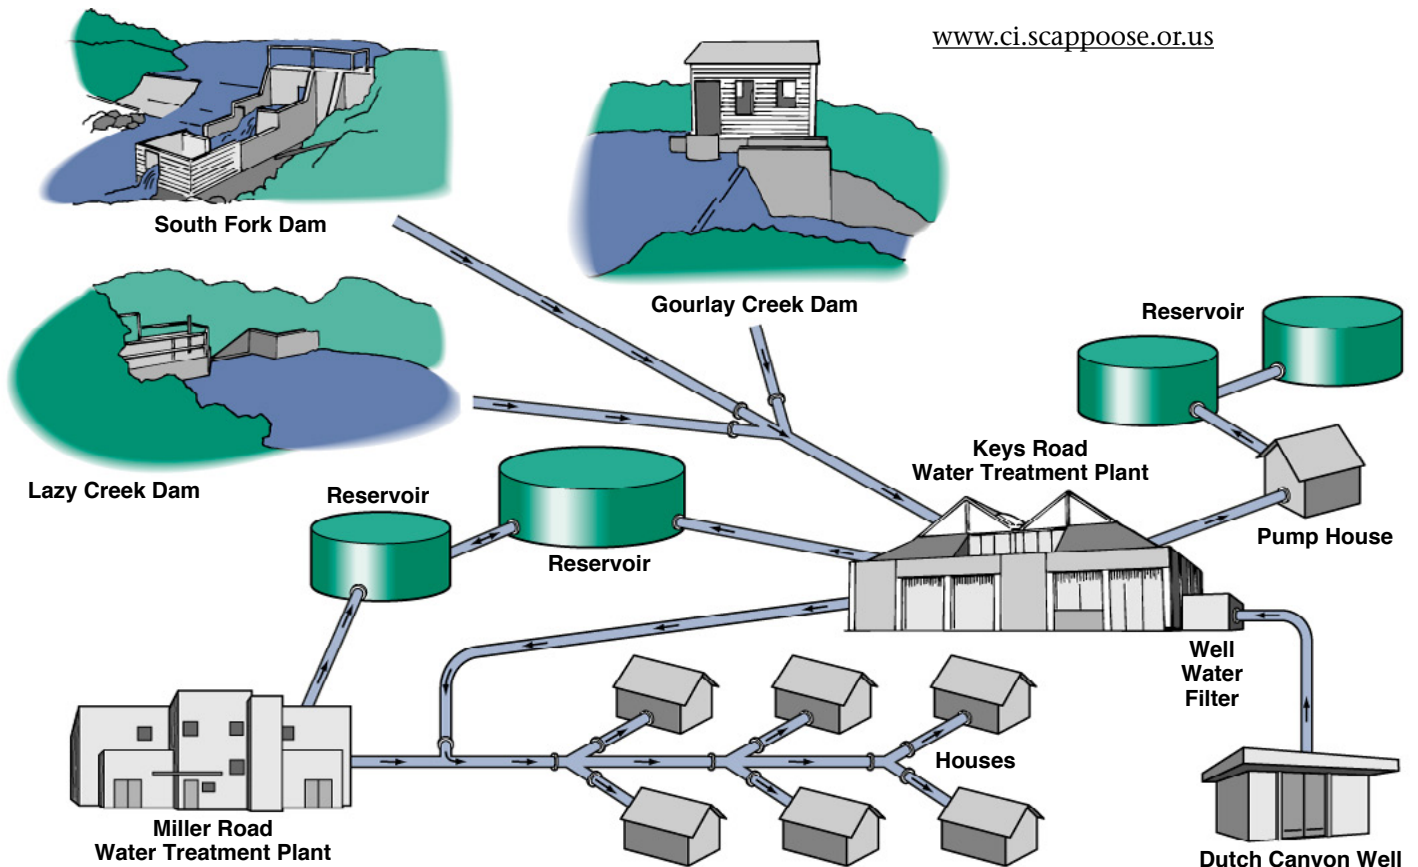 www.ci.scappoose.or.us
South Fork Dam
Gourlay Creek Dam
Reservoir
Lazy Creek Dam
Reservoir
Keys Road
Water Treatment Plant
Reservoir
Pump House
Well
Water
Filter
Houses
Miller Road
Water Treatment Plant
Dutch Canyon Well